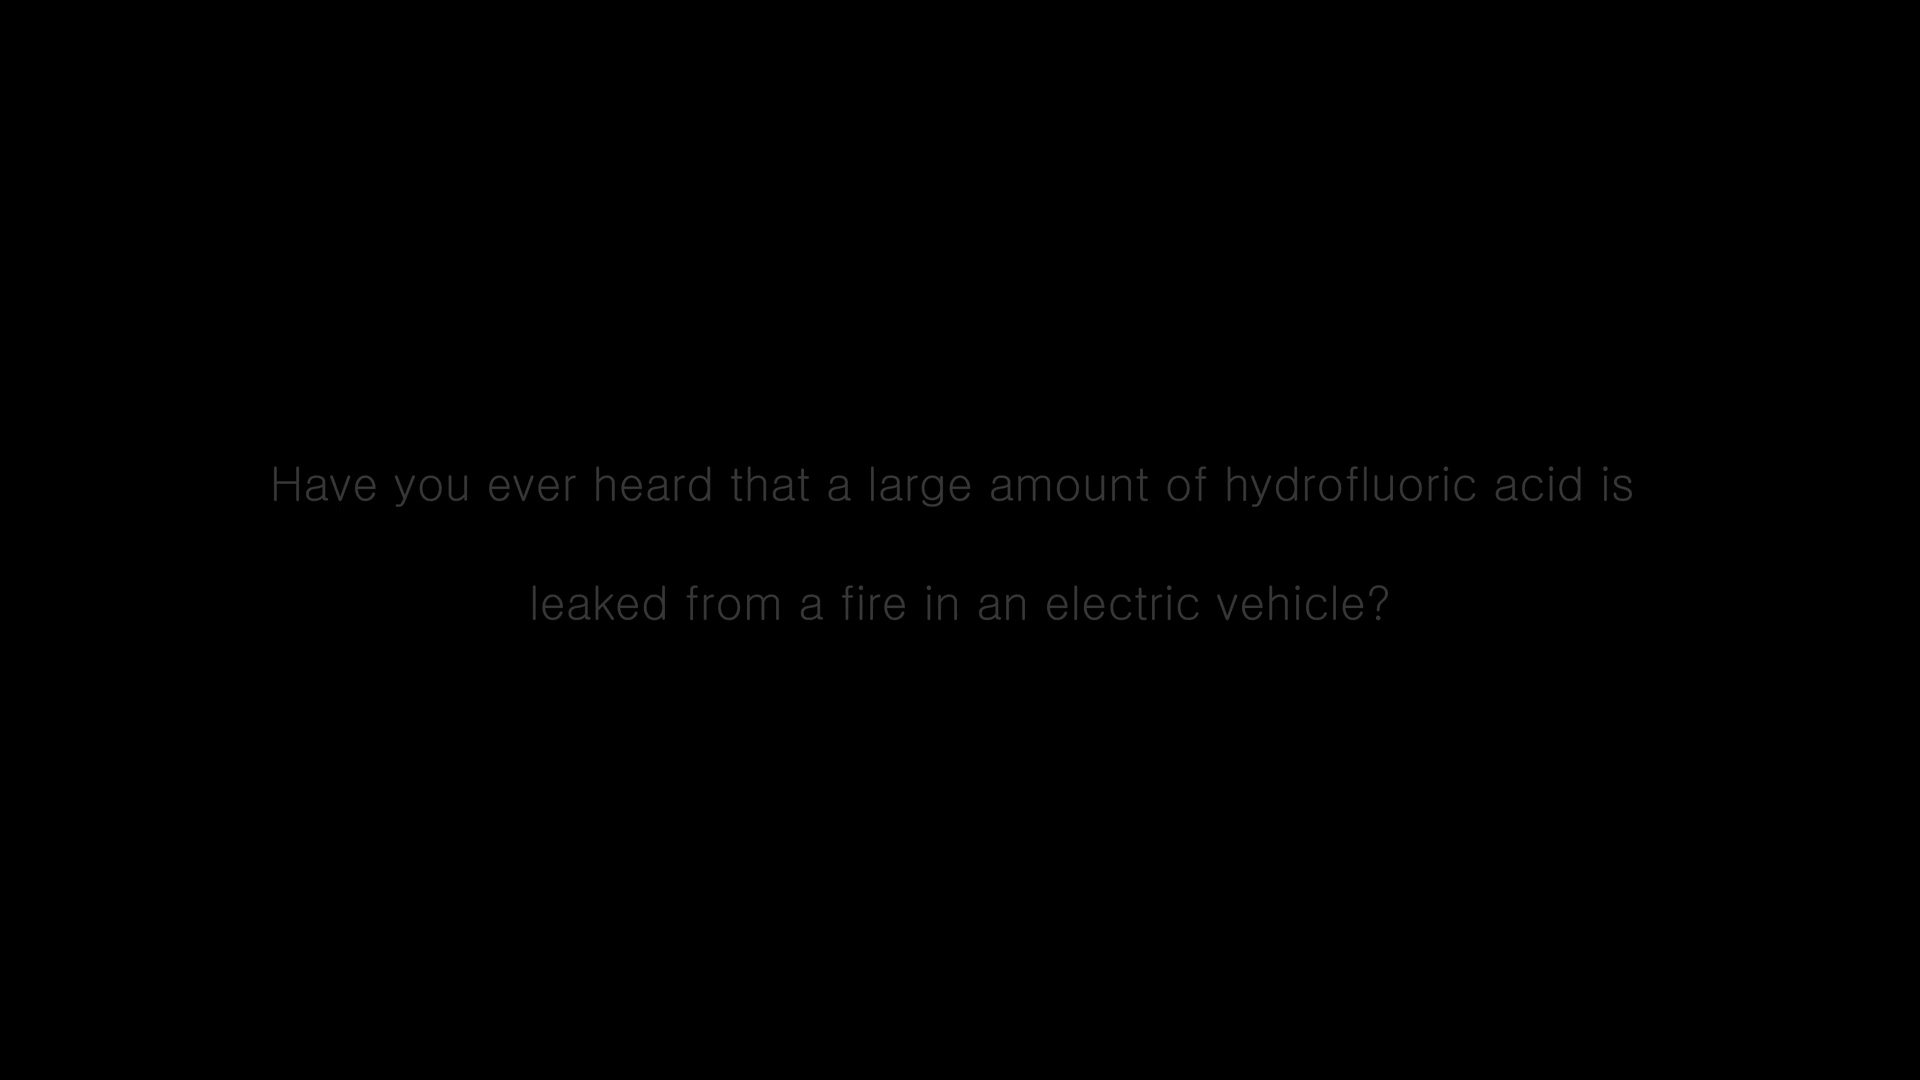 Have you ever heard that a large amount of hydrofluoric acid is
leaked from a fire in an electric vehicle?